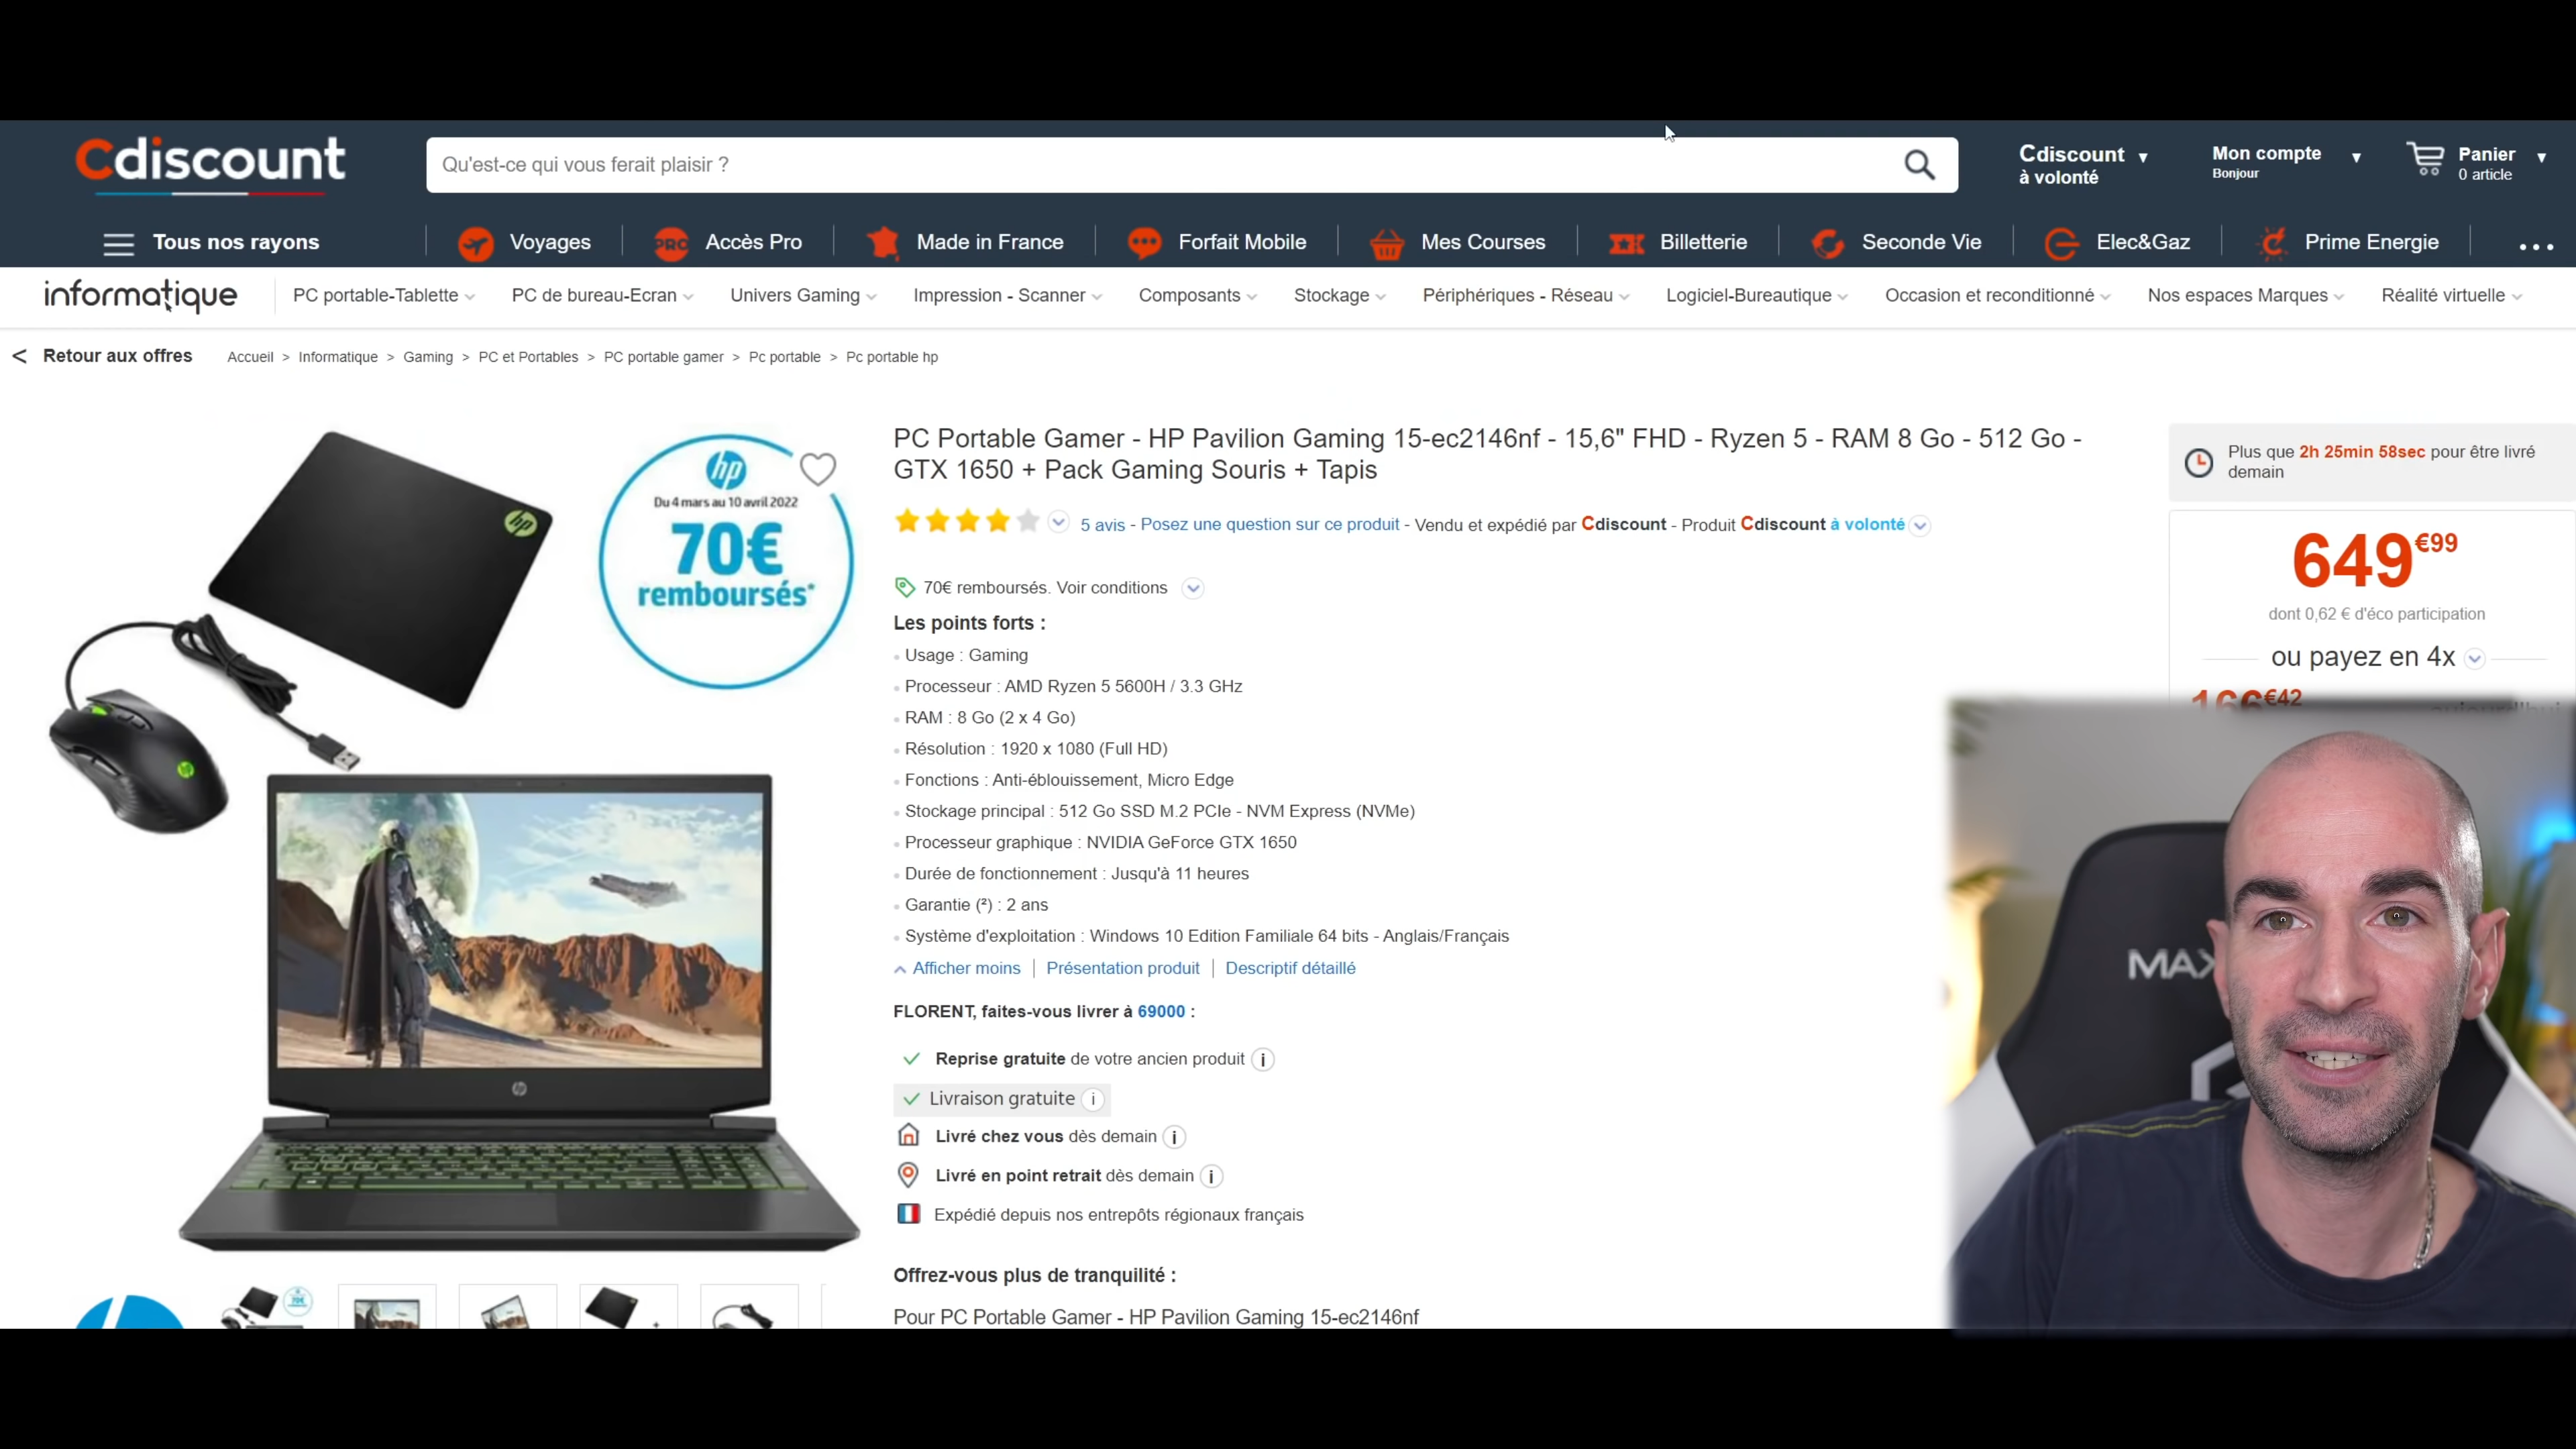 Cdiscount
Qu'est-ce qui vous ferait plaisir ?
Cdiscount
à volonté
Mon compte
Bonjour
Panier
0 article
Tous nos rayons
Voyages
PRO
Accès Pro
Made in France
Forfait Mobile
Mes Courses
Billetterie
Seconde Vie
Elec&Gaz
Prime Energie
...
informatique
PC portable-Tablette
PC de bureau-Ecran
Univers Gaming
Impression - Scanner
Composants
Stockage
Périphériques - Réseau
Logiciel-Bureautique
Occasion et reconditionné
Nos espaces Marques
Réalité virtuelle
< Retour aux offres
Accueil > Informatique > Gaming > PC et Portables > PC portable gamer > Pc portable > Pc portable hp
hp
Du 4 mars au 10 avril 2022
70€
remboursés*
hp
PC Portable Gamer - HP Pavilion Gaming 15-ec2146nf - 15,6" FHD - Ryzen 5 - RAM 8 Go - 512 Go -
GTX 1650 + Pack Gaming Souris + Tapis
5 avis - Posez une question sur ce produit - Vendu et expédié par Cdiscount - Produit Cdiscount à volonté
70€ remboursés. Voir conditions
Les points forts :
Usage : Gaming
Processeur : AMD Ryzen 5 5600H / 3.3 GHz
RAM : 8 Go (2 x 4 Go)
Résolution : 1920 x 1080 (Full HD)
Fonctions : Anti-éblouissement, Micro Edge
Stockage principal : 512 Go SSD M.2 PCIe - NVM Express (NVMe)
Processeur graphique : NVIDIA GeForce GTX 1650
Durée de fonctionnement : Jusqu'à 11 heures
Garantie (²) : 2 ans
Système d'exploitation : Windows 10 Edition Familiale 64 bits - Anglais/Français
Afficher moins | Présentation produit | Descriptif détaillé
FLORENT, faites-vous livrer à 69000 :
Reprise gratuite de votre ancien produit i
Livraison gratuite i
Livré chez vous dès demain i
Livré en point retrait dès demain i
Expédié depuis nos entrepôts régionaux français
Offrez-vous plus de tranquilité :
Pour PC Portable Gamer - HP Pavilion Gaming 15-ec2146nf
Plus que 2h 25min 58sec pour être livré
demain
649€99
dont 0,62 € d'éco participation
ou payez en 4x
166€42
MAX